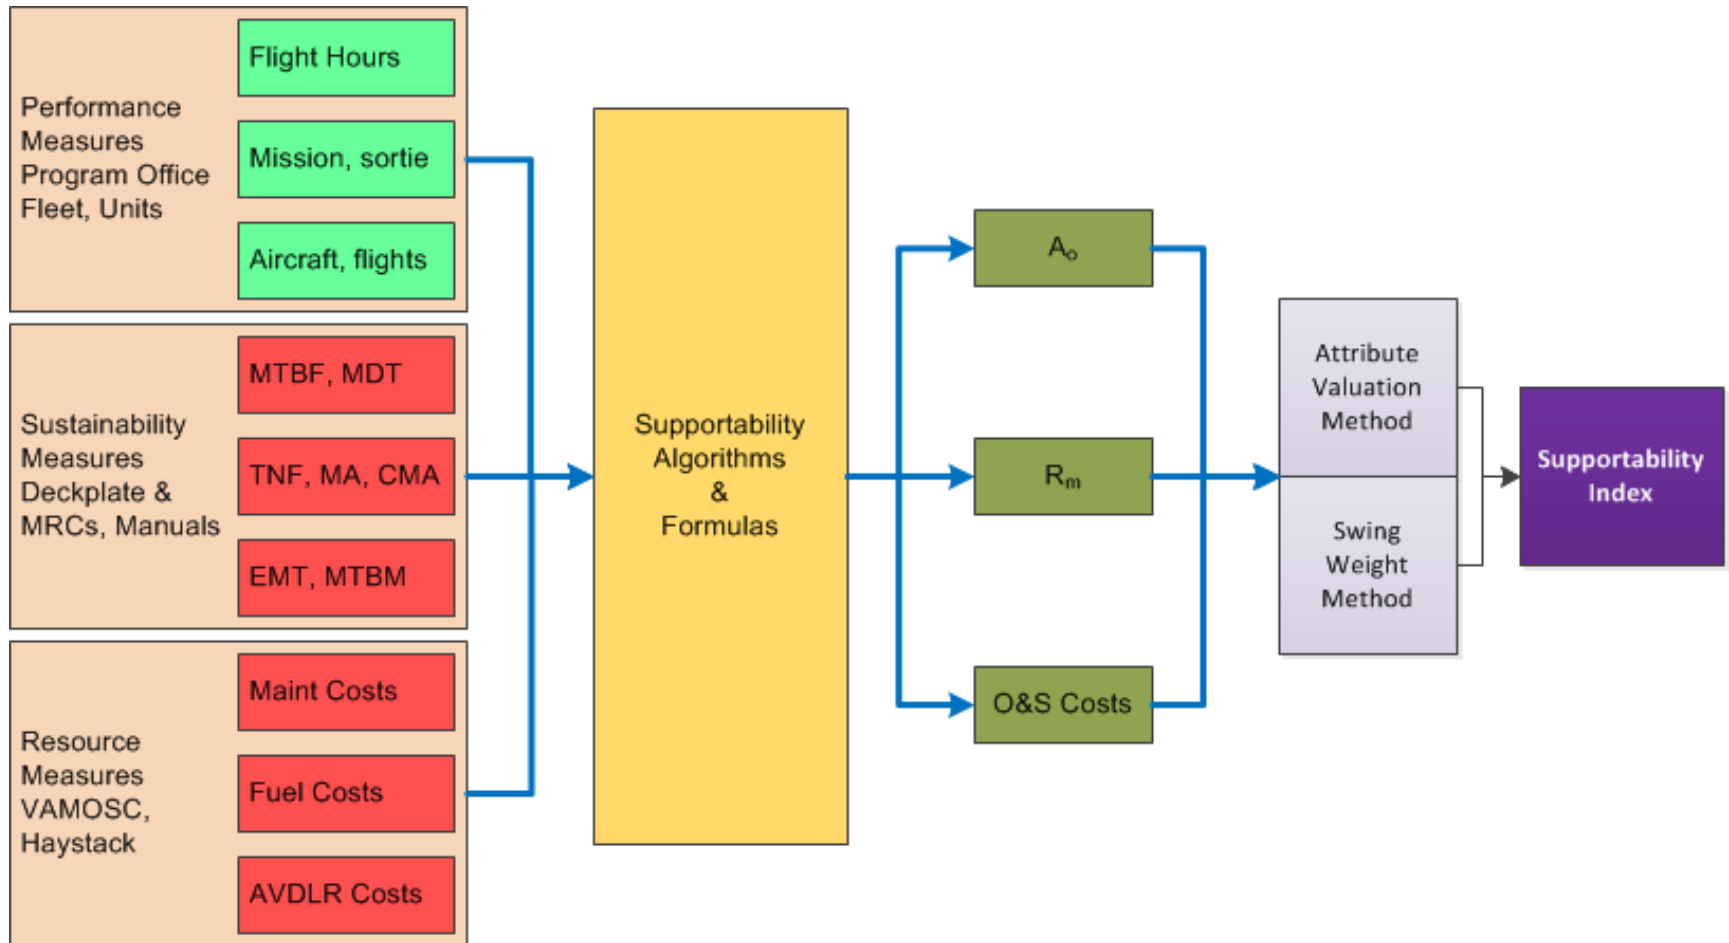 Performance
Measures
Program Office
Fleet, Units
Flight Hours
Mission, sortie
Aircraft, flights
Sustainability
Measures
Deckplate &
MRCs, Manuals
MTBF, MDT
TNF, MA, CMA
EMT, MTBM
Resource
Measures
VAMOSC,
Haystack
Maint Costs
Fuel Costs
AVDLR Costs
Supportability
Algorithms
&
Formulas
Aₒ
Rₘ
O&S Costs
Attribute
Valuation
Method
Swing
Weight
Method
Supportability
Index